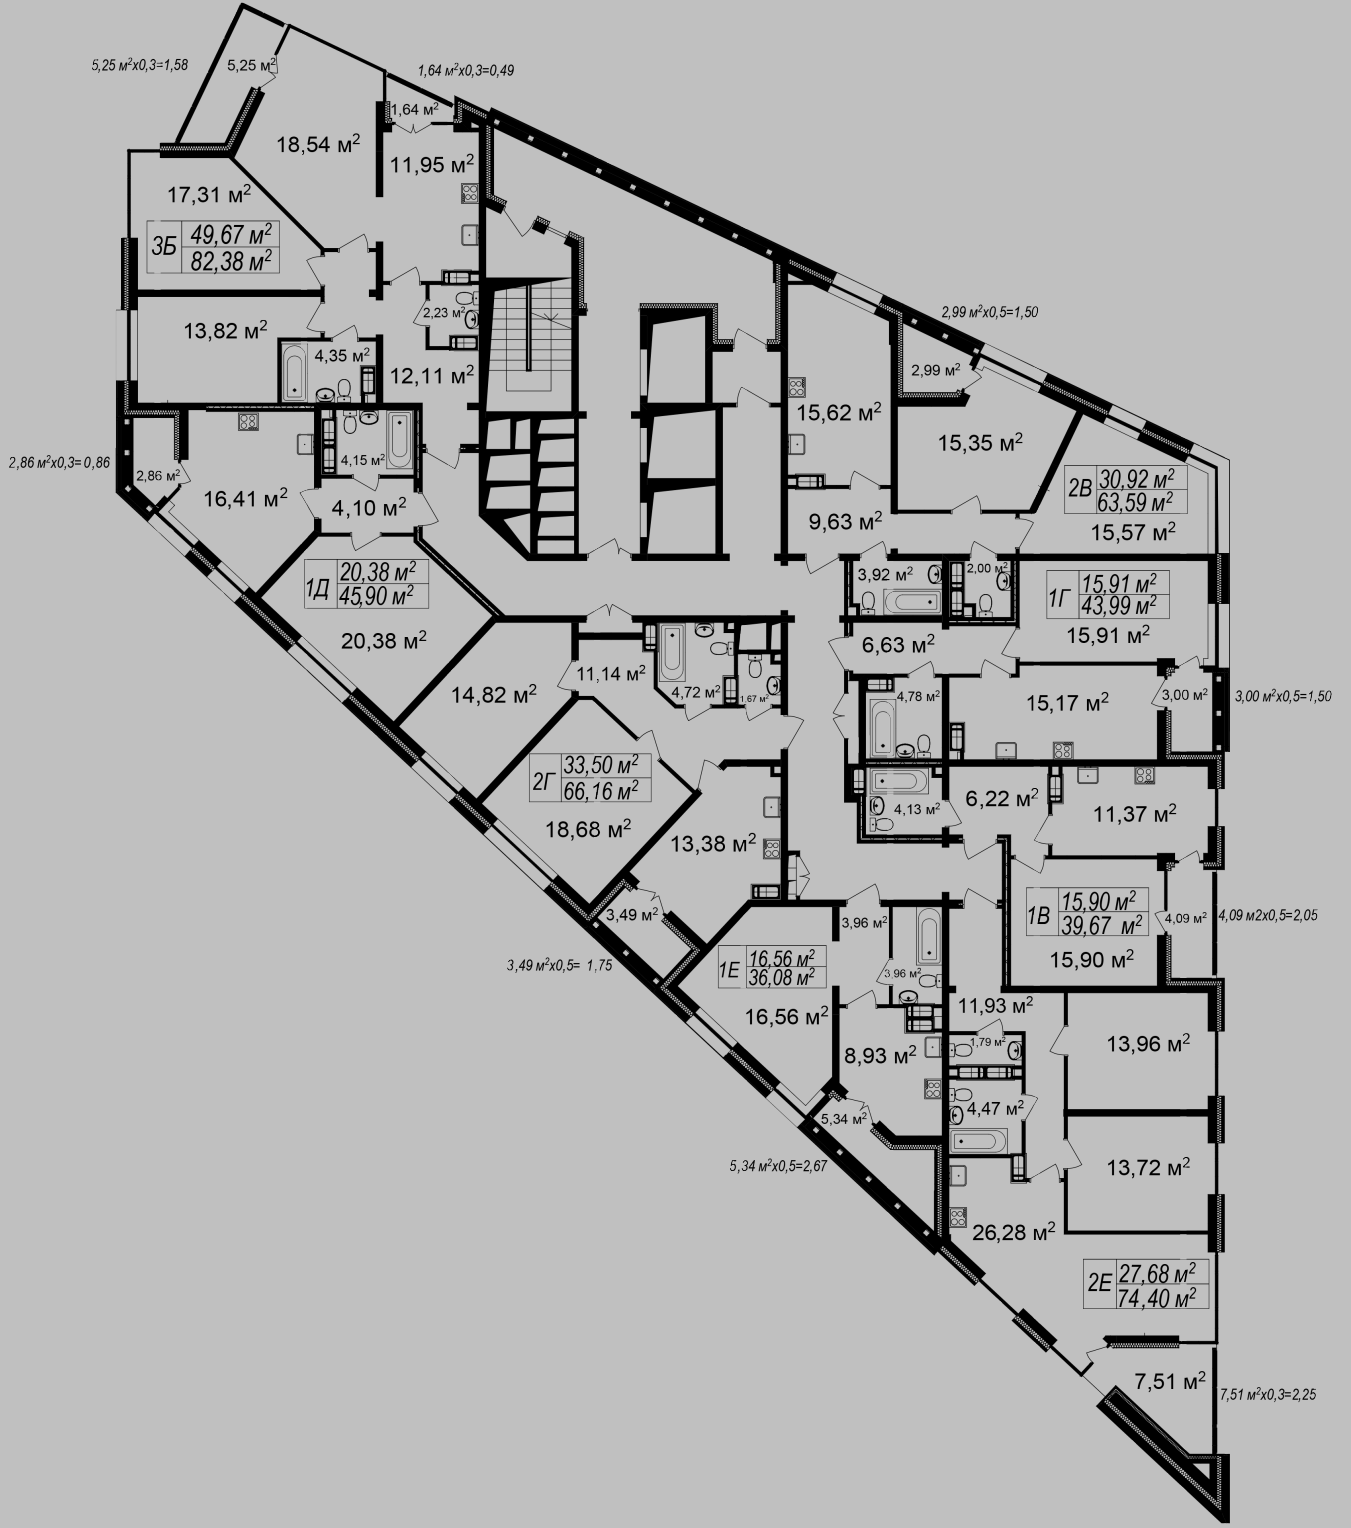 5,25 м²х0,3=1,58
5,25 м²
1,64 м²х0,3=0,49
1,64 м²
18,54 м²
11,95 м²
17,31 м²
3Б
49,67 м²
82,38 м²
13,82 м²
2,23 м²
4,35 м²
12,11 м²
2,99 м²х0,5=1,50
2,99 м²
15,62 м²
15,35 м²
2,86 м²х0,3= 0,86
2,86 м²
16,41 м²
4,15 м²
4,10 м²
2В
30,92 м²
63,59 м²
15,57 м²
9,63 м²
1Д
20,38 м²
45,90 м²
20,38 м²
3,92 м²
2,00 м²
1Г
15,91 м²
43,99 м²
15,91 м²
6,63 м²
14,82 м²
11,14 м²
4,72 м²
1,67 м²
4,78 м²
15,17 м²
3,00 м²
3,00 м²х0,5=1,50
2Г
33,50 м²
66,16 м²
18,68 м²
13,38 м²
4,13 м²
6,22 м²
11,37 м²
3,49 м²
3,49 м²х0,5= 1,75
3,96 м²
1В
15,90 м²
39,67 м²
15,90 м²
4,09 м²
4,09 м2х0,5=2,05
1Е
16,56 м²
36,08 м²
16,56 м²
3,96 м²
8,93 м²
11,93 м²
1,79 м²
13,96 м²
5,34 м²
5,34 м²х0,5=2,67
4,47 м²
13,72 м²
26,28 м²
2Е
27,68 м²
74,40 м²
7,51 м²
7,51 м²х0,3=2,25